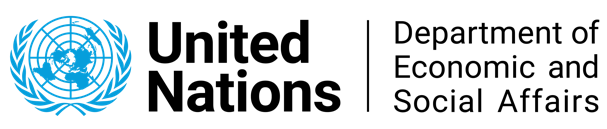 United
Nations
Department of
Economic and
Social Affairs